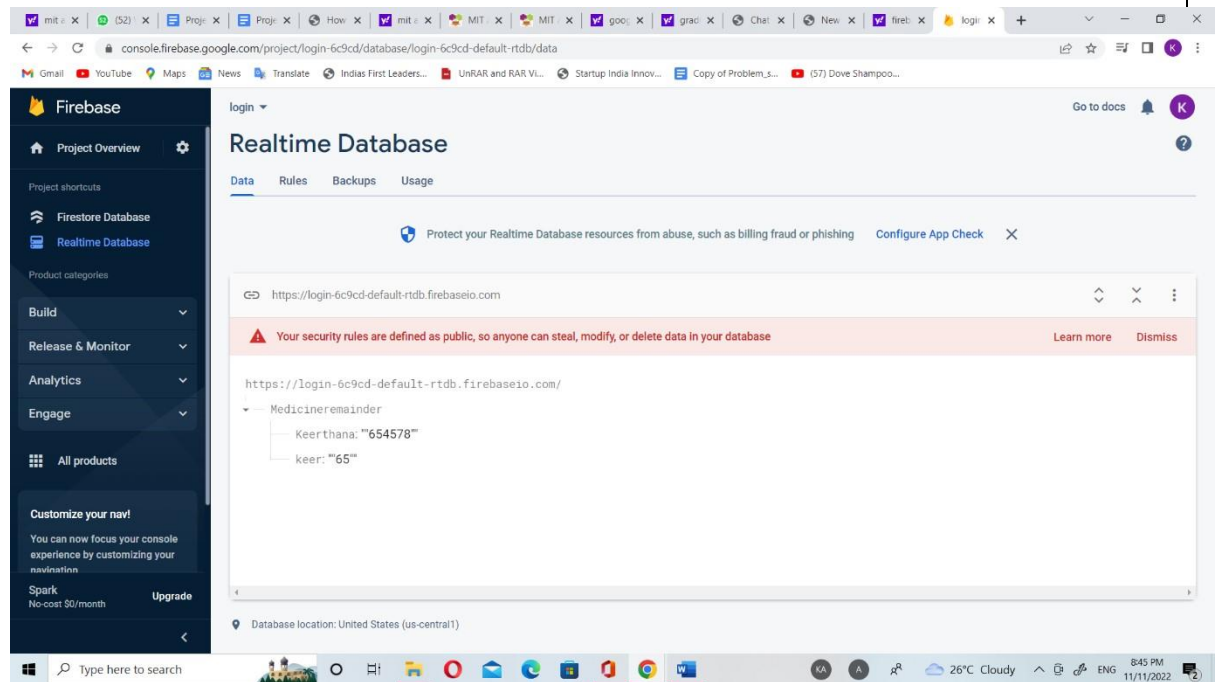 mit a
(52)
Proje
Proje
How
mit a
MIT
MIT
goog
grad
Chat
New
fireb
login
console.firebase.google.com/project/login-6c9cd/database/login-6c9cd-default-rtdb/data
K
Gmail
YouTube
Maps
News
Translate
Indias First Leaders...
UnRAR and RAR Vi...
Startup India Innov...
Copy of Problem_s...
(57) Dove Shampoo...
Firebase
login
Go to docs
K
Project Overview
Realtime Database
Data
Rules
Backups
Usage
Project shortcuts
Firestore Database
Realtime Database
Protect your Realtime Database resources from abuse, such as billing fraud or phishing
Configure App Check
Product categories
https://login-6c9cd-default-rtdb.firebaseio.com
Build
Your security rules are defined as public, so anyone can steal, modify, or delete data in your database
Learn more
Dismiss
Release & Monitor
Analytics
https://login-6c9cd-default-rtdb.firebaseio.com/
Engage
Medicineremainder
Keerthana: ""654578""
keer: ""65""
All products
Customize your nav!
You can now focus your console
experience by customizing your
navigation
Spark
No-cost $0/month
Upgrade
Database location: United States (us-central1)
Type here to search
KA
A
26°C Cloudy
ENG
8:45 PM
11/11/2022
2